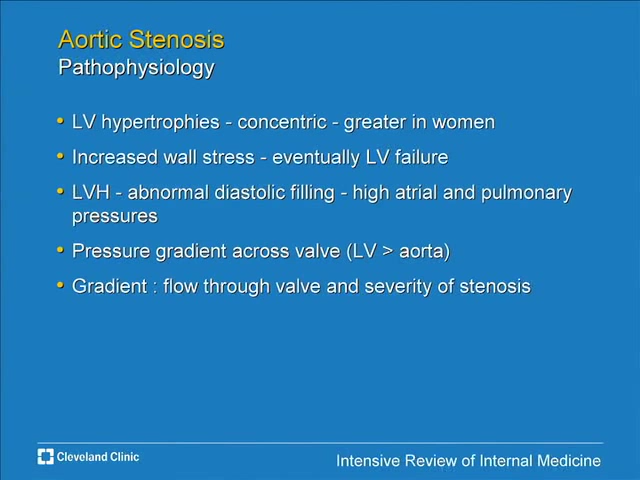 Aortic Stenosis
Pathophysiology
• LV hypertrophies - concentric - greater in women
• Increased wall stress - eventually LV failure
• LVH - abnormal diastolic filling - high atrial and pulmonary
pressures
• Pressure gradient across valve (LV > aorta)
• Gradient : flow through valve and severity of stenosis
Cleveland Clinic
Intensive Review of Internal Medicine